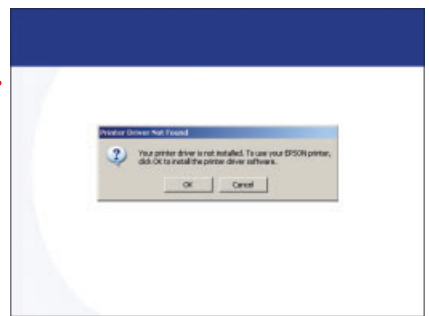 Printer Driver Not Found
Your printer driver is not installed. To use your EPSON printer,
click OK to install the printer driver software.
OK
Cancel